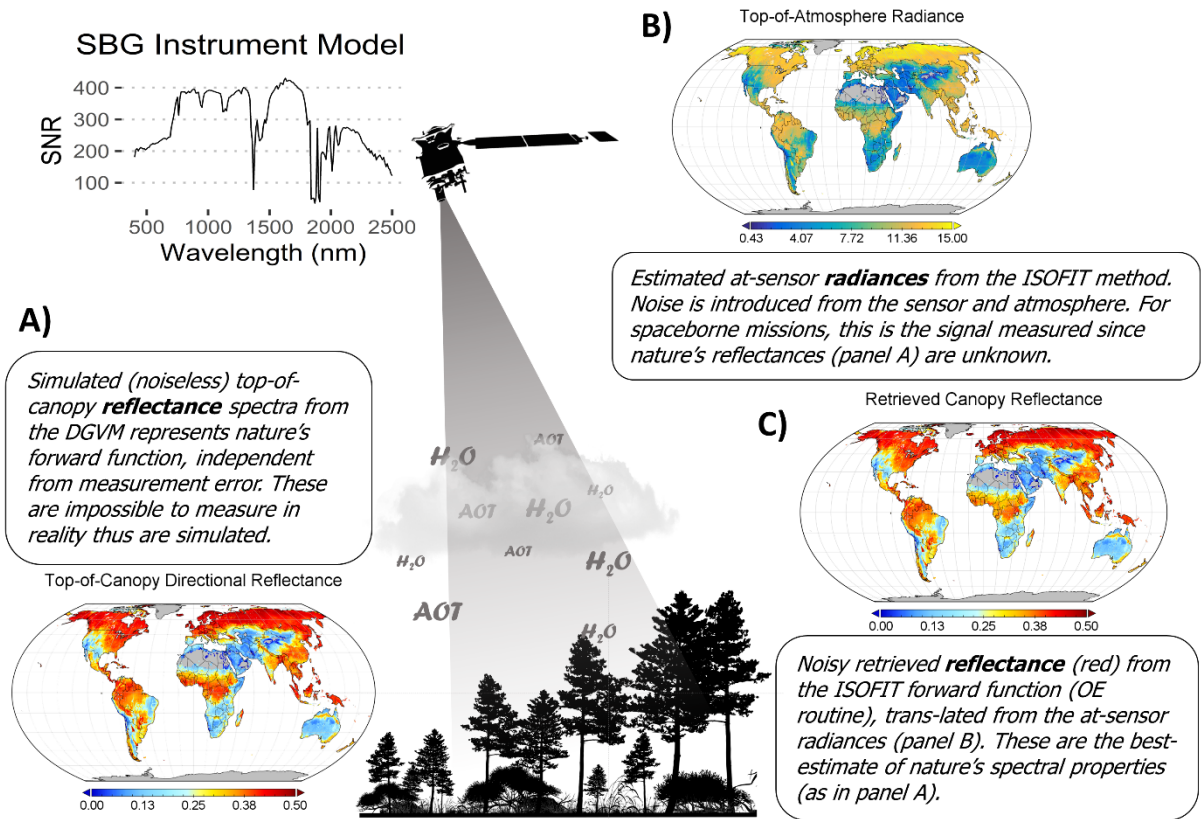 SBG Instrument Model
SNR
400
300
200
100
500 1000 1500 2000 2500
Wavelength (nm)
A)
Simulated (noiseless) top-of-
canopy reflectance spectra from
the DGVM represents nature's
forward function, independent
from measurement error. These
are impossible to measure in
reality thus are simulated.
Top-of-Canopy Directional Reflectance
0.00 0.13 0.25 0.38 0.50
AOT
H2O
H2O
AOT
H2O
AOT
H2O
H2O
AOT
H2O
B)
Top-of-Atmosphere Radiance
0.43 4.07 7.72 11.36 15.00
Estimated at-sensor radiances from the ISOFIT method.
Noise is introduced from the sensor and atmosphere. For
spaceborne missions, this is the signal measured since
nature's reflectances (panel A) are unknown.
C)
Retrieved Canopy Reflectance
0.00 0.13 0.25 0.38 0.50
Noisy retrieved reflectance (red) from
the ISOFIT forward function (OE
routine), trans-lated from the at-sensor
radiances (panel B). These are the best-
estimate of nature's spectral properties
(as in panel A).